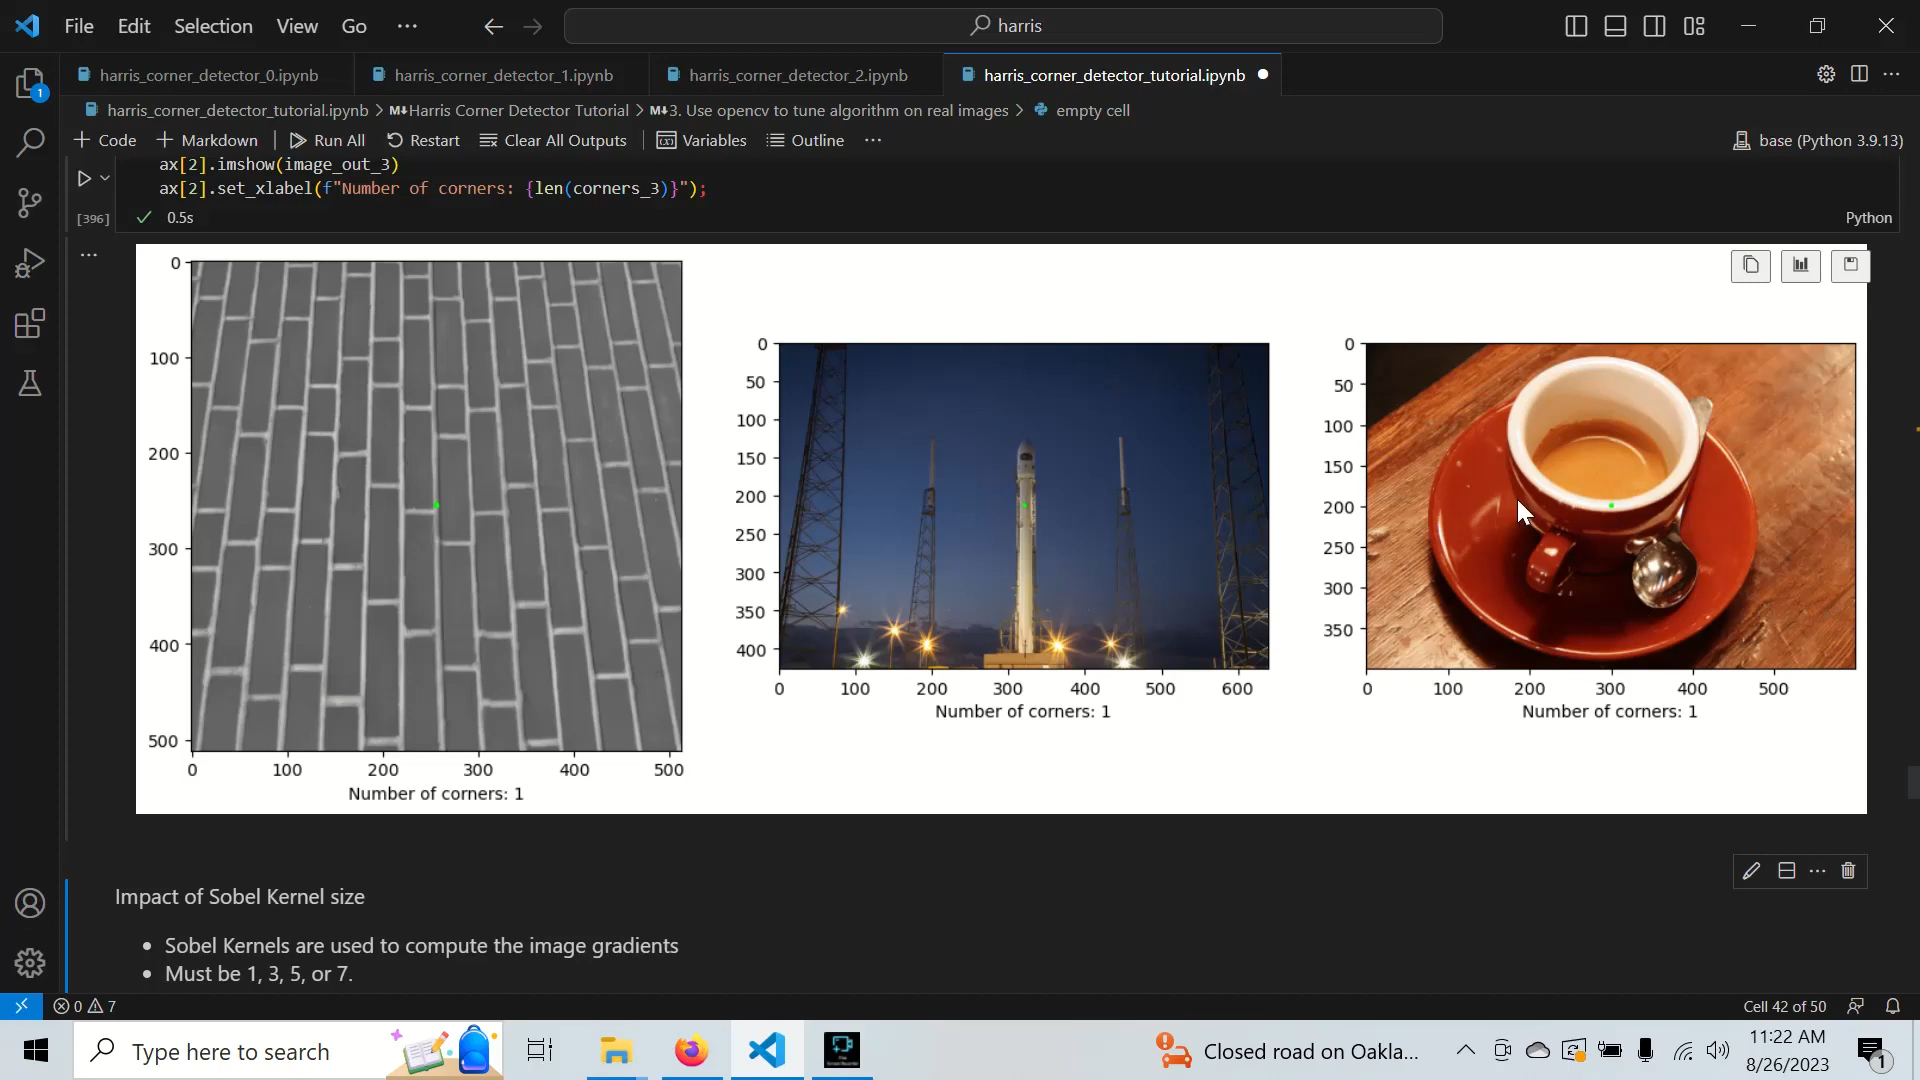 File Edit Selection View Go ··· harris
harris_corner_detector_0.ipynb harris_corner_detector_1.ipynb harris_corner_detector_2.ipynb harris_corner_detector_tutorial.ipynb
harris_corner_detector_tutorial.ipynb > M↓Harris Corner Detector Tutorial > M↓3. Use opencv to tune algorithm on real images > empty cell
+ Code + Markdown Run All Restart Clear All Outputs Variables Outline ··· base (Python 3.9.13)
ax[2].imshow(image_out_3)
ax[2].set_xlabel(f"Number of corners: {len(corners_3)}");
[396] 0.5s Python
0
100
200
300
400
500
0 100 200 300 400 500
Number of corners: 1
0
50
100
150
200
250
300
350
400
0 100 200 300 400 500 600
Number of corners: 1
0
50
100
150
200
250
300
350
0 100 200 300 400 500
Number of corners: 1
Impact of Sobel Kernel size
• Sobel Kernels are used to compute the image gradients
• Must be 1, 3, 5, or 7.
0 7 Cell 42 of 50
Type here to search Closed road on Oakla... 11:22 AM
8/26/2023
1
1